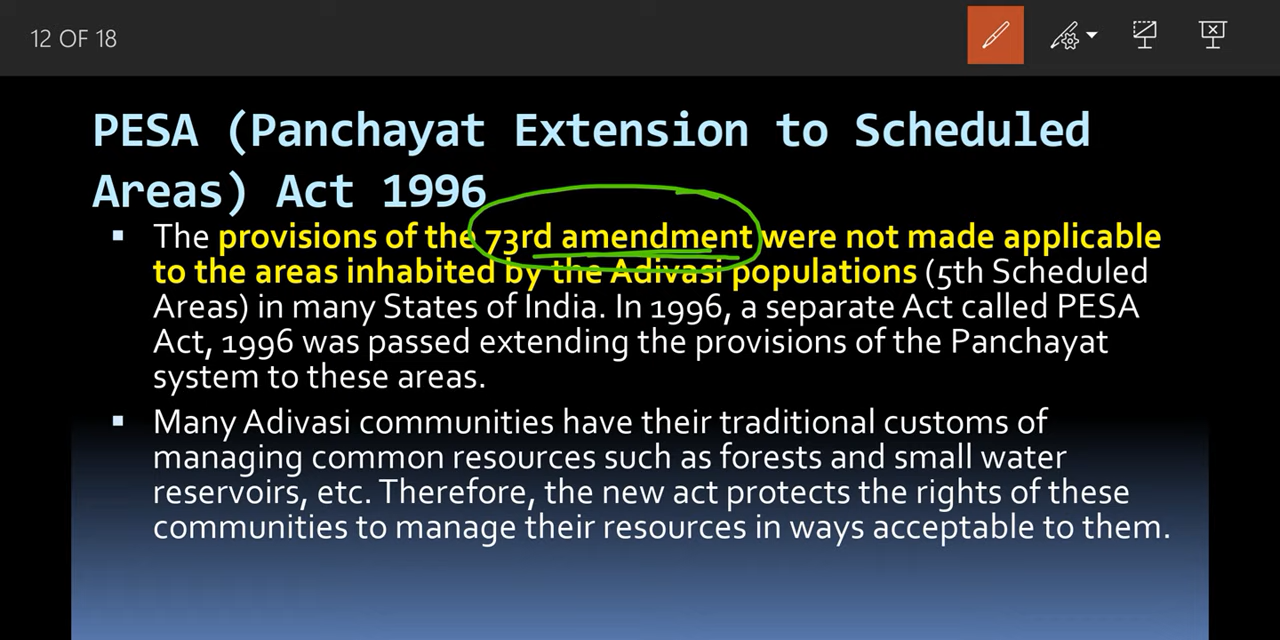 12 OF 18
PESA (Panchayat Extension to Scheduled
Areas) Act 1996
▪ The provisions of the 73rd amendment were not made applicable
to the areas inhabited by the Adivasi populations (5th Scheduled
Areas) in many States of India. In 1996, a separate Act called PESA
Act, 1996 was passed extending the provisions of the Panchayat
system to these areas.
▪ Many Adivasi communities have their traditional customs of
managing common resources such as forests and small water
reservoirs, etc. Therefore, the new act protects the rights of these
communities to manage their resources in ways acceptable to them.